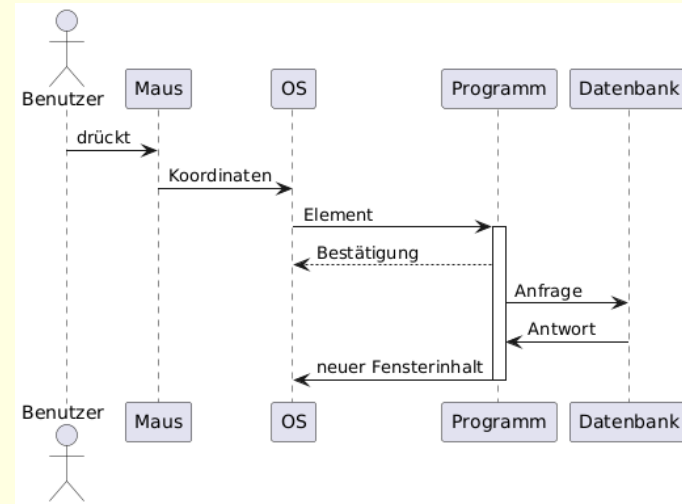 Benutzer
Maus
OS
Programm
Datenbank
drückt
Koordinaten
Element
Bestätigung
Anfrage
Antwort
neuer Fensterinhalt
Benutzer
Maus
OS
Programm
Datenbank